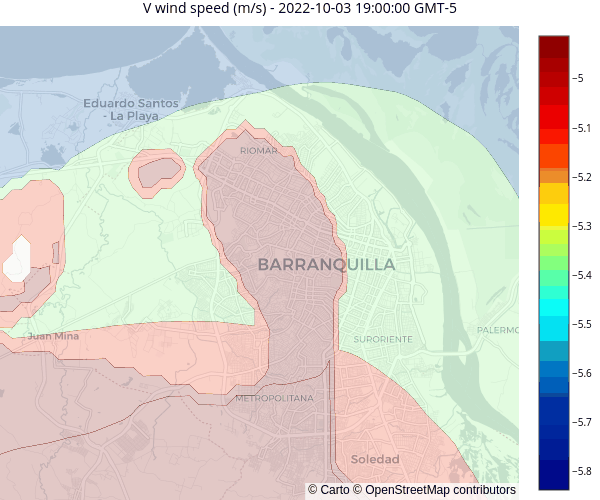 V wind speed (m/s) - 2022-10-03 19:00:00 GMT-5
Eduardo Santos
- La Playa
RIOMAR
BARRANQUILLA
Juan Mina
SURORIENTE
PALERMO
METROPOLITANA
Soledad
© Carto © OpenStreetMap contributors
−5
−5.1
−5.3
−5.4
−5.5
−5.6
−5.7
−5.8